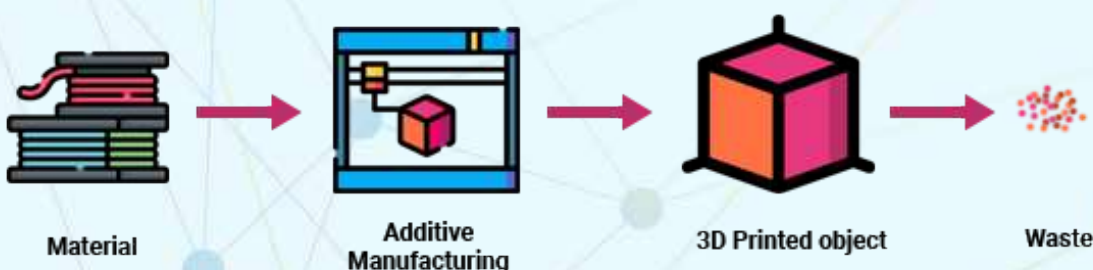 Material
Additive
Manufacturing
3D Printed object
Waste